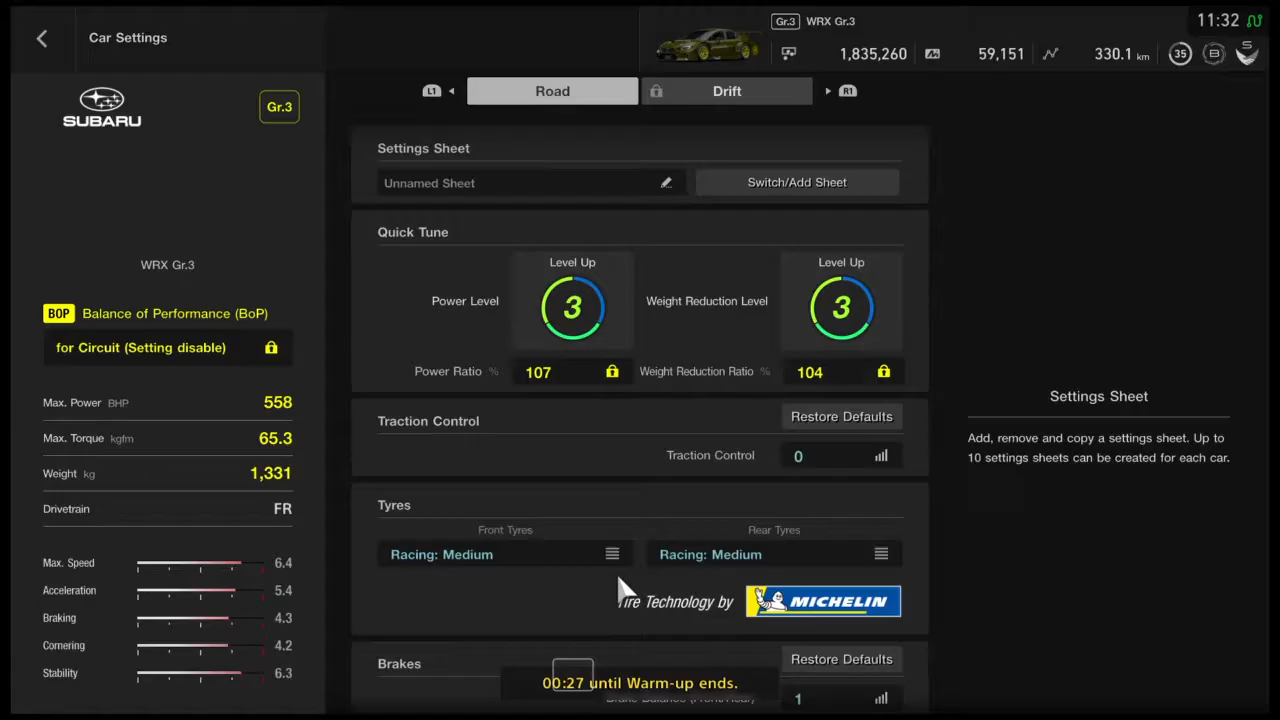 Car Settings
Gr.3 WRX Gr.3
11:32
1,835,260
59,151
330.1 km
35
B
S
SUBARU
Gr.3
WRX Gr.3
BOP Balance of Performance (BoP)
for Circuit (Setting disable)
Max. Power BHP 558
Max. Torque kgfm 65.3
Weight kg 1,331
Drivetrain FR
Max. Speed 6.4
Acceleration 5.4
Braking 4.3
Cornering 4.2
Stability 6.3
L1 Road Drift R1
Settings Sheet
Unnamed Sheet Switch/Add Sheet
Quick Tune
Level Up Level Up
Power Level 3 Weight Reduction Level 3
Power Ratio % 107 Weight Reduction Ratio % 104
Traction Control Restore Defaults
Traction Control 0
Tyres
Front Tyres Rear Tyres
Racing: Medium Racing: Medium
Tire Technology by MICHELIN
Brakes Restore Defaults
00:27 until Warm-up ends.
Brake Balance (Front/Rear) 1
Settings Sheet
Add, remove and copy a settings sheet. Up to
10 settings sheets can be created for each car.